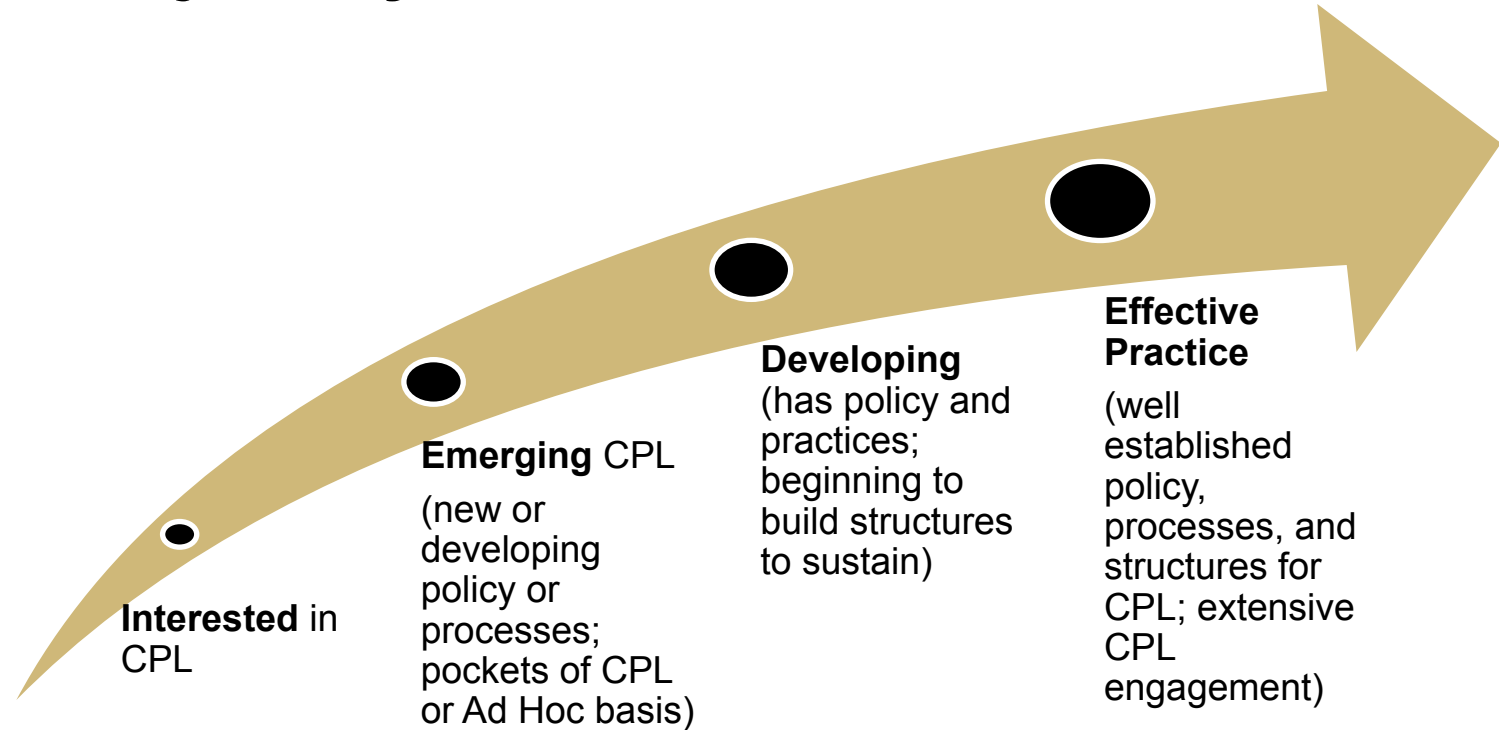 Interested in
CPL
Emerging CPL
(new or
developing
policy or
processes;
pockets of CPL
or Ad Hoc basis)
Developing
(has policy and
practices;
beginning to
build structures
to sustain)
Effective
Practice
(well
established
policy,
processes, and
structures for
CPL; extensive
CPL
engagement)